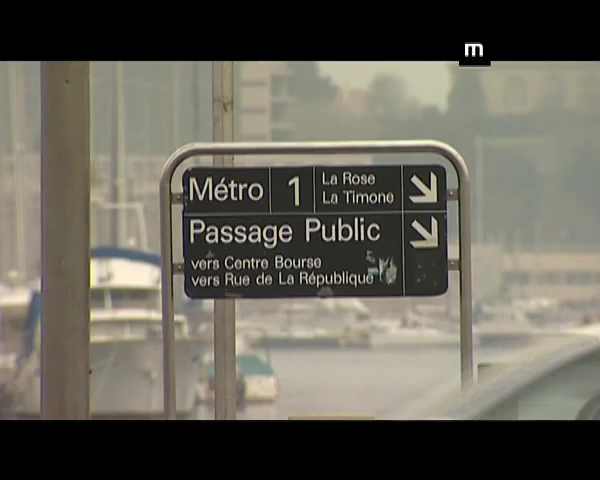 m
Métro 1 La Rose
La Timone
Passage Public
vers Centre Bourse
vers Rue de La République